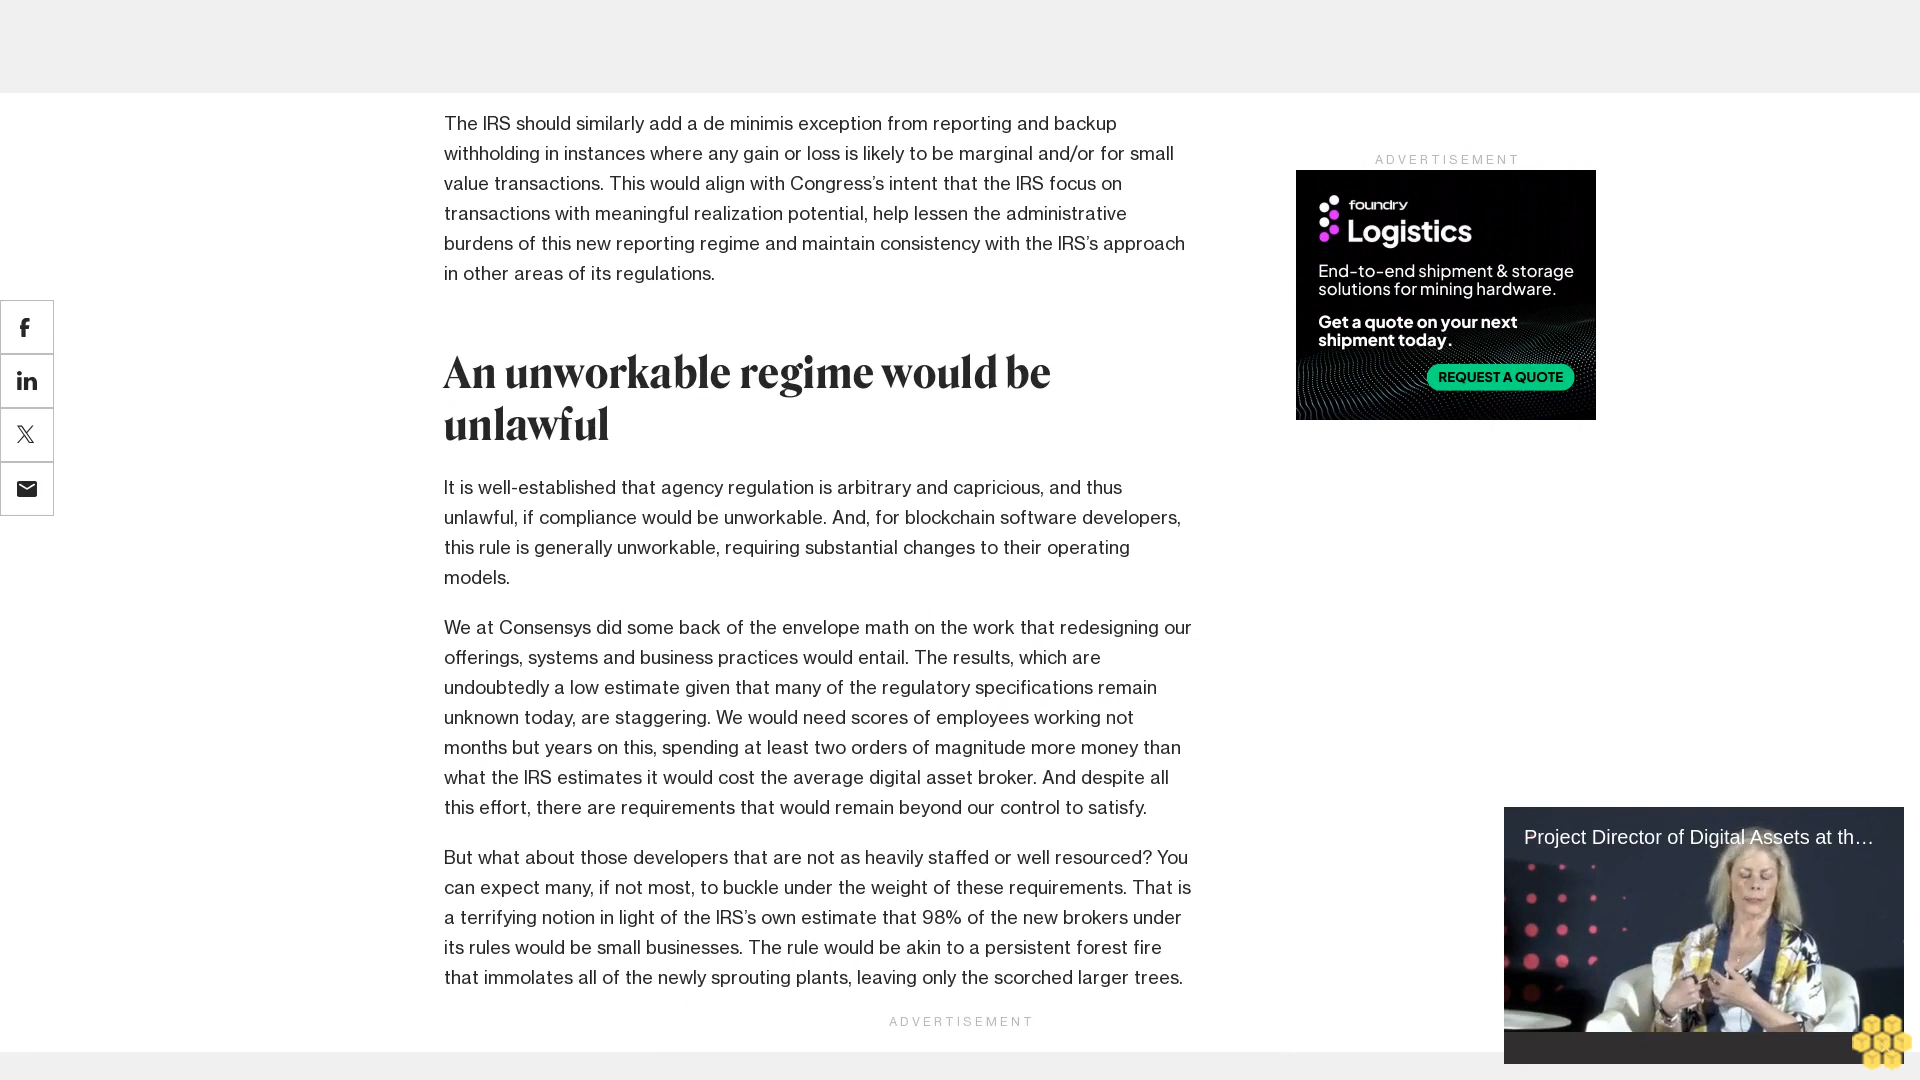 The IRS should similarly add a de minimis exception from reporting and backup
withholding in instances where any gain or loss is likely to be marginal and/or for small
value transactions. This would align with Congress’s intent that the IRS focus on
transactions with meaningful realization potential, help lessen the administrative
burdens of this new reporting regime and maintain consistency with the IRS’s approach
in other areas of its regulations.
An unworkable regime would be
unlawful
It is well-established that agency regulation is arbitrary and capricious, and thus
unlawful, if compliance would be unworkable. And, for blockchain software developers,
this rule is generally unworkable, requiring substantial changes to their operating
models.
We at Consensys did some back of the envelope math on the work that redesigning our
offerings, systems and business practices would entail. The results, which are
undoubtedly a low estimate given that many of the regulatory specifications remain
unknown today, are staggering. We would need scores of employees working not
months but years on this, spending at least two orders of magnitude more money than
what the IRS estimates it would cost the average digital asset broker. And despite all
this effort, there are requirements that would remain beyond our control to satisfy.
But what about those developers that are not as heavily staffed or well resourced? You
can expect many, if not most, to buckle under the weight of these requirements. That is
a terrifying notion in light of the IRS’s own estimate that 98% of the new brokers under
its rules would be small businesses. The rule would be akin to a persistent forest fire
that immolates all of the newly sprouting plants, leaving only the scorched larger trees.
ADVERTISEMENT
ADVERTISEMENT
foundry
Logistics
End-to-end shipment & storage
solutions for mining hardware.
Get a quote on your next
shipment today.
REQUEST A QUOTE
Project Director of Digital Assets at th…